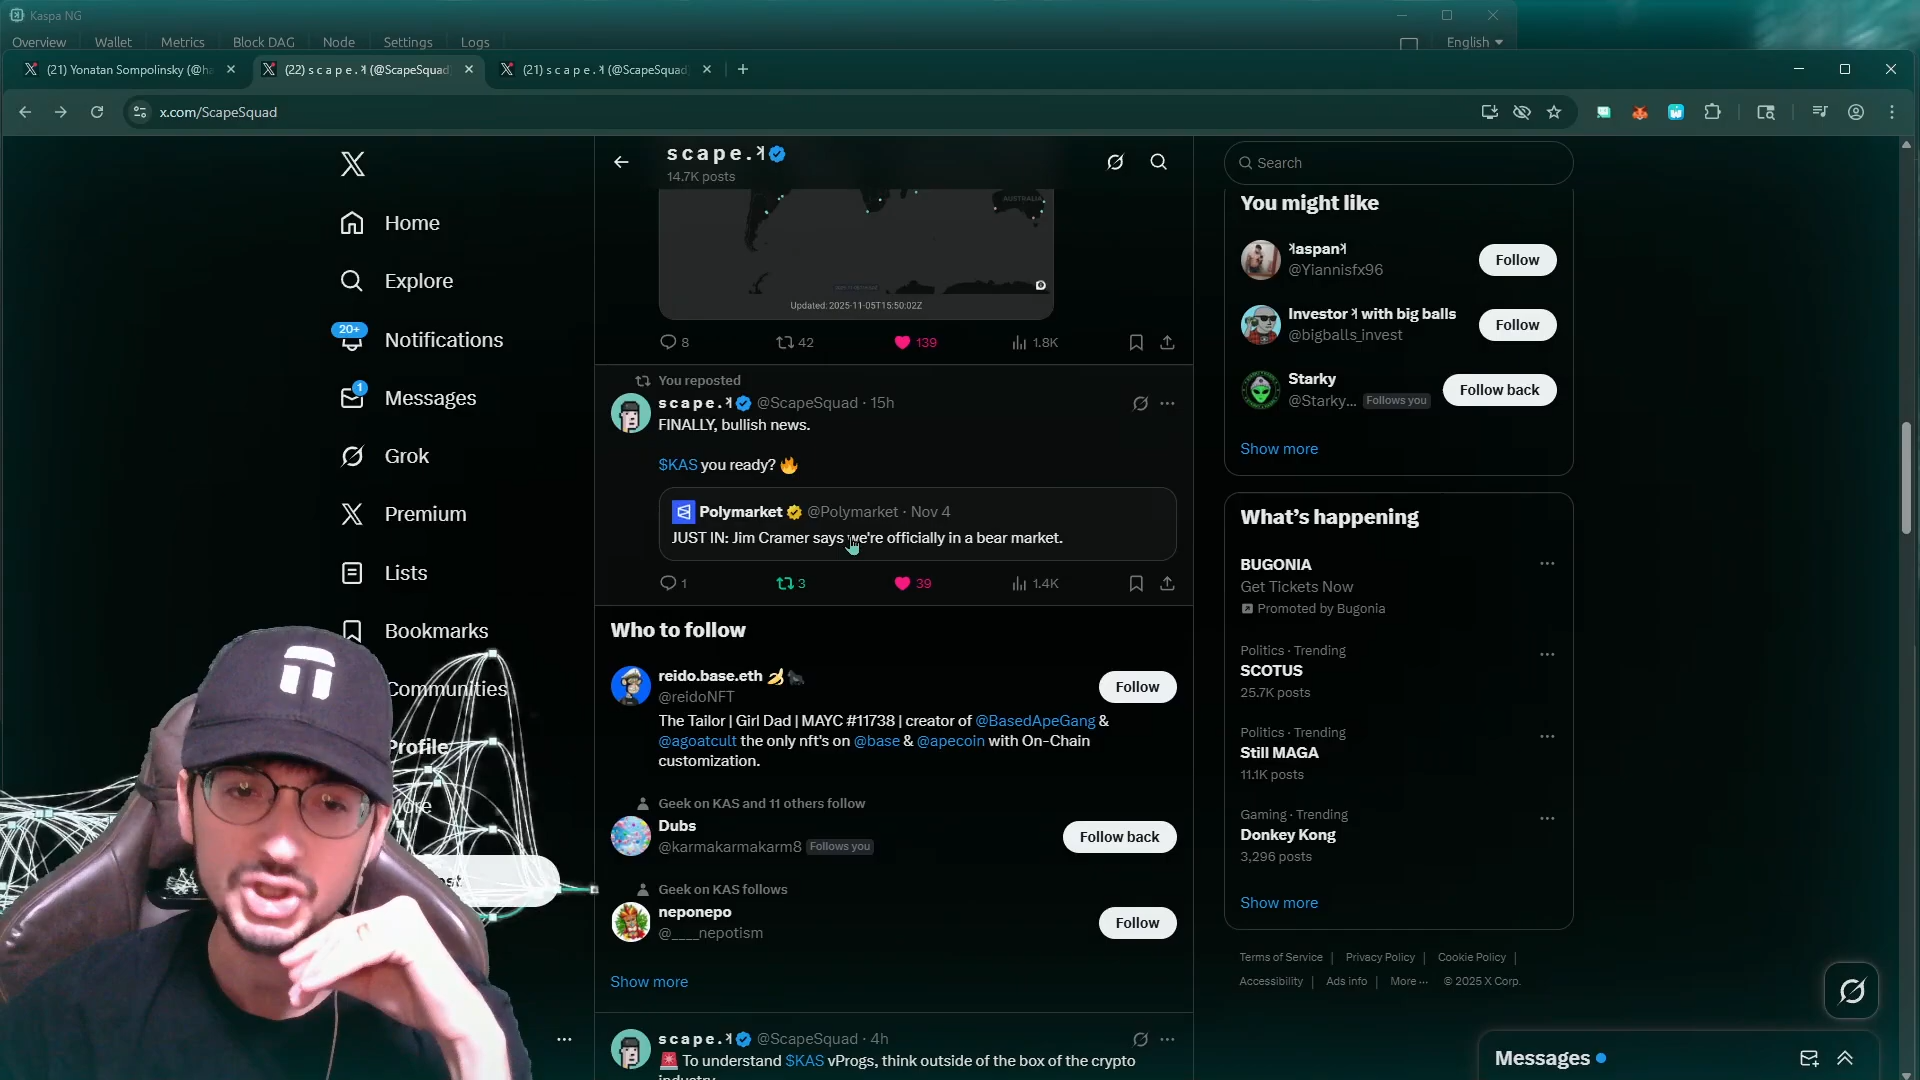 Kaspa NG
Overview Wallet Metrics Block DAG Node Settings Logs English
(21) Yonatan Sompolinsky (@ha
(22) s c a p e . ꓘ (@ScapeSquad
(21) s c a p e . ꓘ (@ScapeSquad
x.com/ScapeSquad
Home
Explore
20+
Notifications
1
Messages
Grok
Premium
Lists
Bookmarks
Communities
Profile
More
s c a p e . ꓘ
14.7K posts
AUSTRALIA
Updated: 2025-11-05T15:50:02Z
8 42 139 1.8K
You reposted
s c a p e . ꓘ @ScapeSquad · 15h
FINALLY, bullish news.
$KAS you ready? 🔥
Polymarket @Polymarket · Nov 4
JUST IN: Jim Cramer says we're officially in a bear market.
1 3 39 1.4K
Who to follow
reido.base.eth 🍌🦍
@reidoNFT
Follow
The Tailor | Girl Dad | MAYC #11738 | creator of @BasedApeGang &
@agoatcult the only nft's on @base & @apecoin with On-Chain
customization.
Geek on KAS and 11 others follow
Dubs
@karmakarmakarm8 Follows you
Follow back
Geek on KAS follows
neponepo
@____nepotism
Follow
Show more
s c a p e . ꓘ @ScapeSquad · 4h
🚨 To understand $KAS vProgs, think outside of the box of the crypto
industry
Search
You might like
ꓘaspanꓘ
@Yiannisfx96
Follow
Investor ꓘ with big balls
@bigballs_invest
Follow
Starky
@Starky... Follows you
Follow back
Show more
What's happening
BUGONIA
Get Tickets Now
Promoted by Bugonia
Politics · Trending
SCOTUS
25.7K posts
Politics · Trending
Still MAGA
11.1K posts
Gaming · Trending
Donkey Kong
3,296 posts
Show more
Terms of Service | Privacy Policy | Cookie Policy |
Accessibility | Ads info | More ··· © 2025 X Corp.
Messages